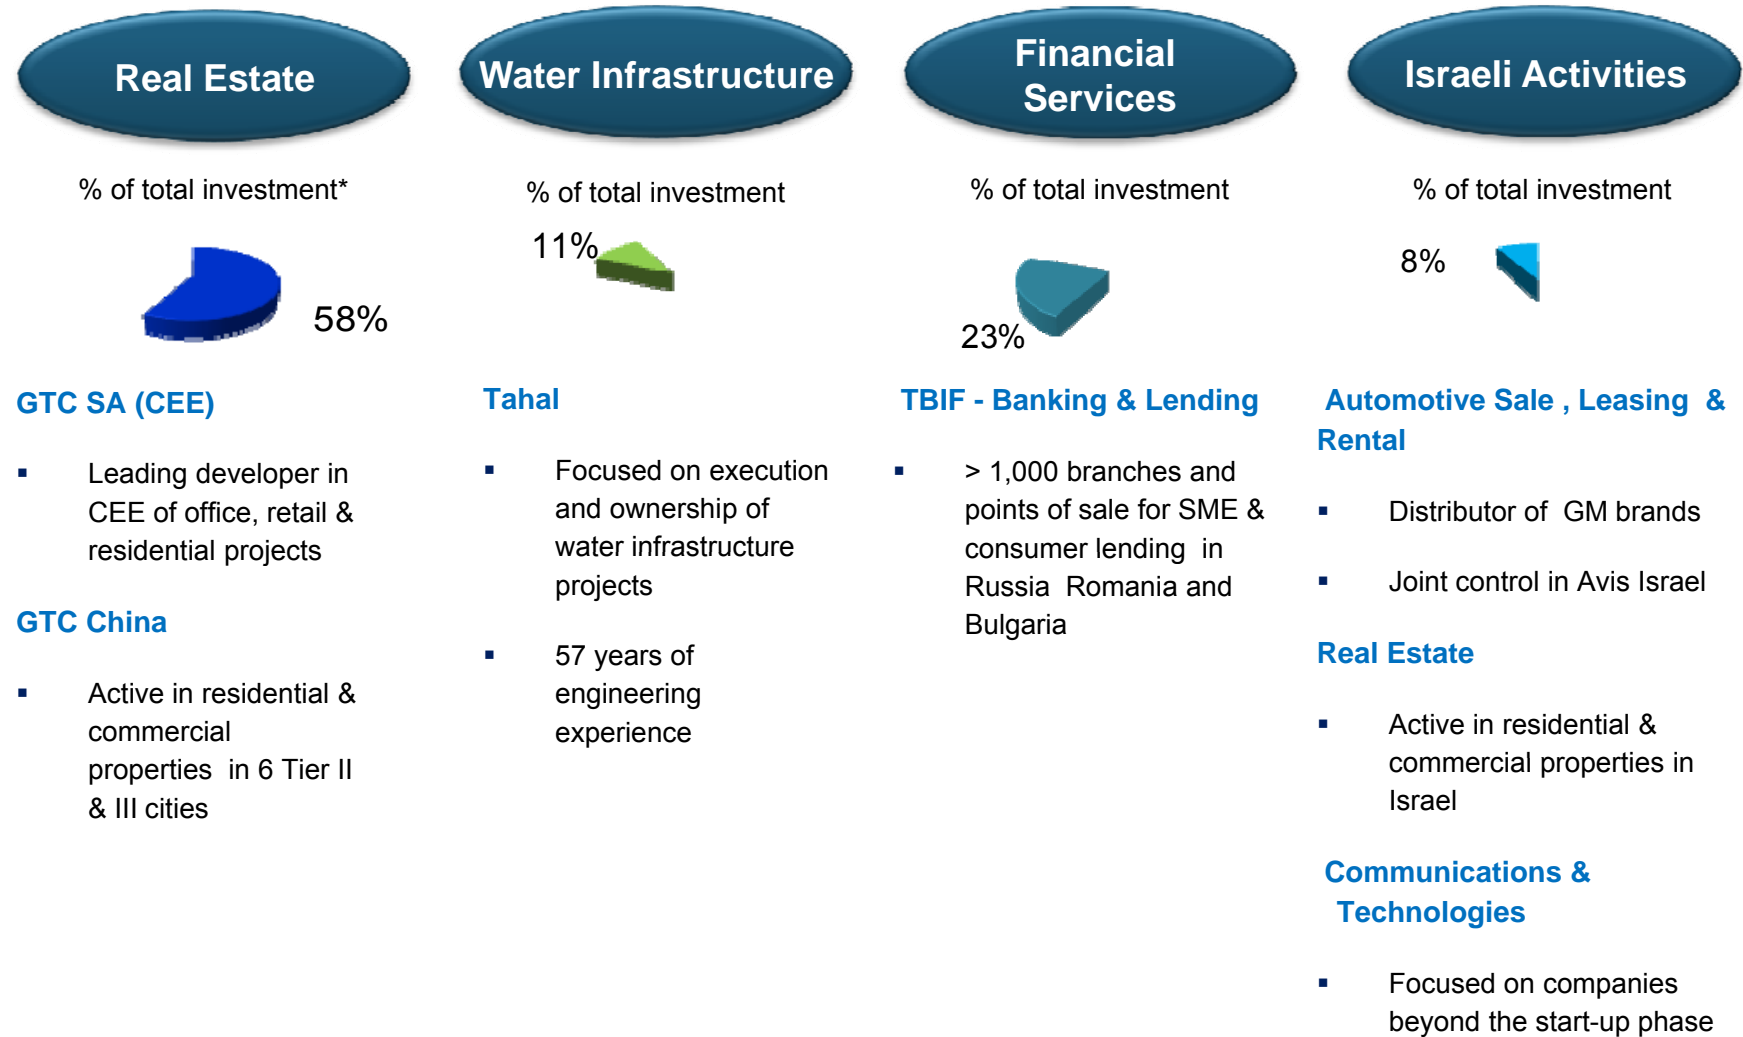 Real Estate
% of total investment*
58%
GTC SA (CEE)
▪ Leading developer in
CEE of office, retail &
residential projects
GTC China
▪ Active in residential &
commercial
properties in 6 Tier II
& III cities
Water Infrastructure
% of total investment
11%
Tahal
▪ Focused on execution
and ownership of
water infrastructure
projects
▪ 57 years of
engineering
experience
Financial
Services
% of total investment
23%
TBIF - Banking & Lending
▪ > 1,000 branches and
points of sale for SME &
consumer lending in
Russia Romania and
Bulgaria
Israeli Activities
% of total investment
8%
Automotive Sale , Leasing &
Rental
▪ Distributor of GM brands
▪ Joint control in Avis Israel
Real Estate
▪ Active in residential &
commercial properties in
Israel
Communications &
Technologies
▪ Focused on companies
beyond the start-up phase